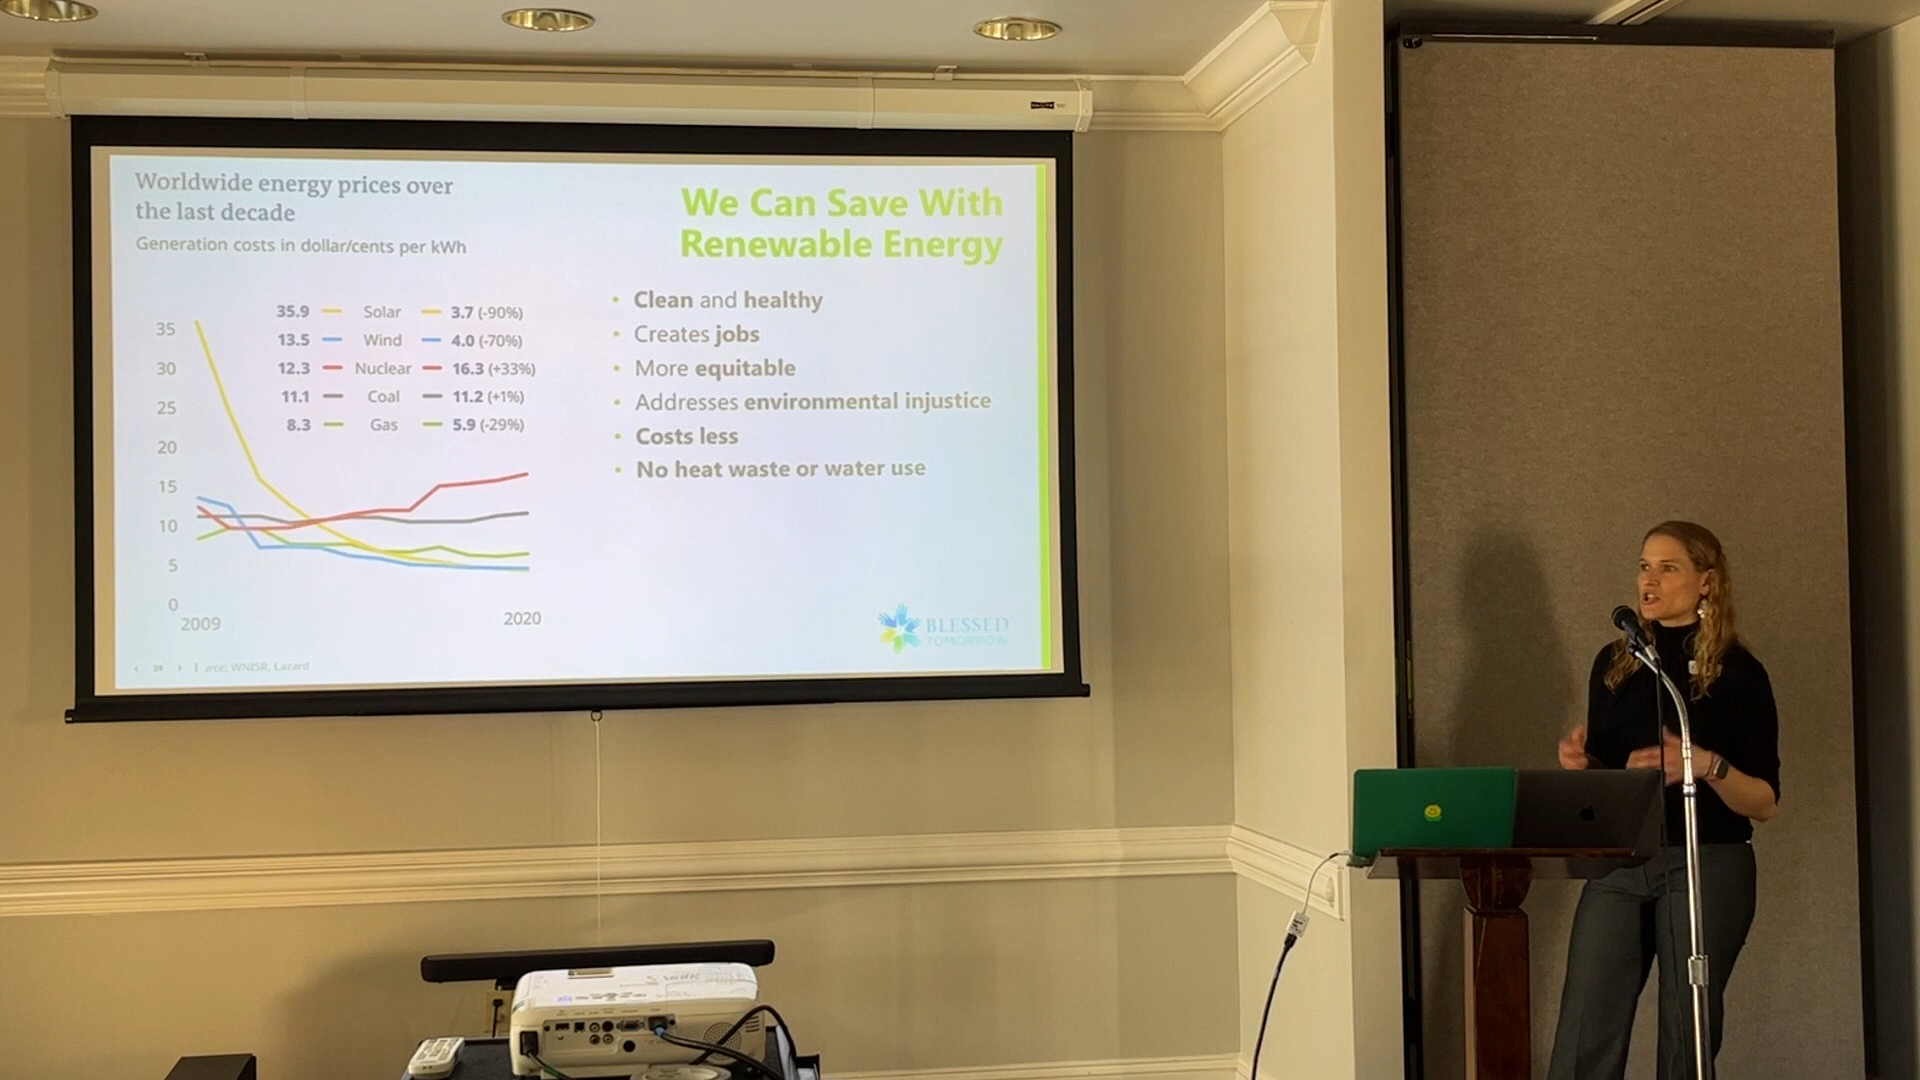 Worldwide energy prices over
the last decade
Generation costs in dollar/cents per kWh
35.9 Solar 3.7 (-90%)
13.5 Wind 4.0 (-70%)
12.3 Nuclear 16.3 (+33%)
11.1 Coal 11.2 (+1%)
8.3 Gas 5.9 (-29%)
35
30
25
20
15
10
5
0
2009 2020
urce: WNISR, Lazard
We Can Save With
Renewable Energy
• Clean and healthy
• Creates jobs
• More equitable
• Addresses environmental injustice
• Costs less
• No heat waste or water use
BLESSED
TOMORROW